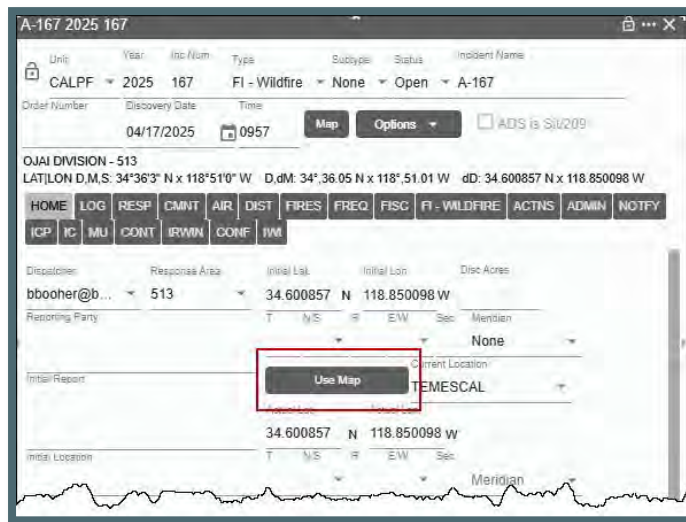 A-167 2025 167
Unit Year Inc Num Type Subtype Status Incident Name
CALPF 2025 167 FI - Wildfire None Open A-167
Order Number Discovery Date Time
04/17/2025 0957 Map Options ADS is Sit/209
OJAI DIVISION - 513
LAT|LON D,M,S: 34°36'3" N x 118°51'0" W D,dM: 34°,36.05 N x 118°,51.01 W dD: 34.600857 N x 118.850098 W
HOME LOG RESP CMNT AIR DIST FIRES FREQ FISC FI - WILDFIRE ACTNS ADMIN NOTFY
ICP IC MU CONT IRWIN CONF IWI
Dispatcher Response Area Initial Lat Initial Lon Disc Acres
bbooher@b... 513 34.600857 N 118.850098 W
Reporting Party T N/S R E/W Sec Meridian
None
Current Location
Initial Report Use Map TEMESCAL
34.600857 N 118.850098 W
Initial Location T N/S R E/W Sec
Meridian